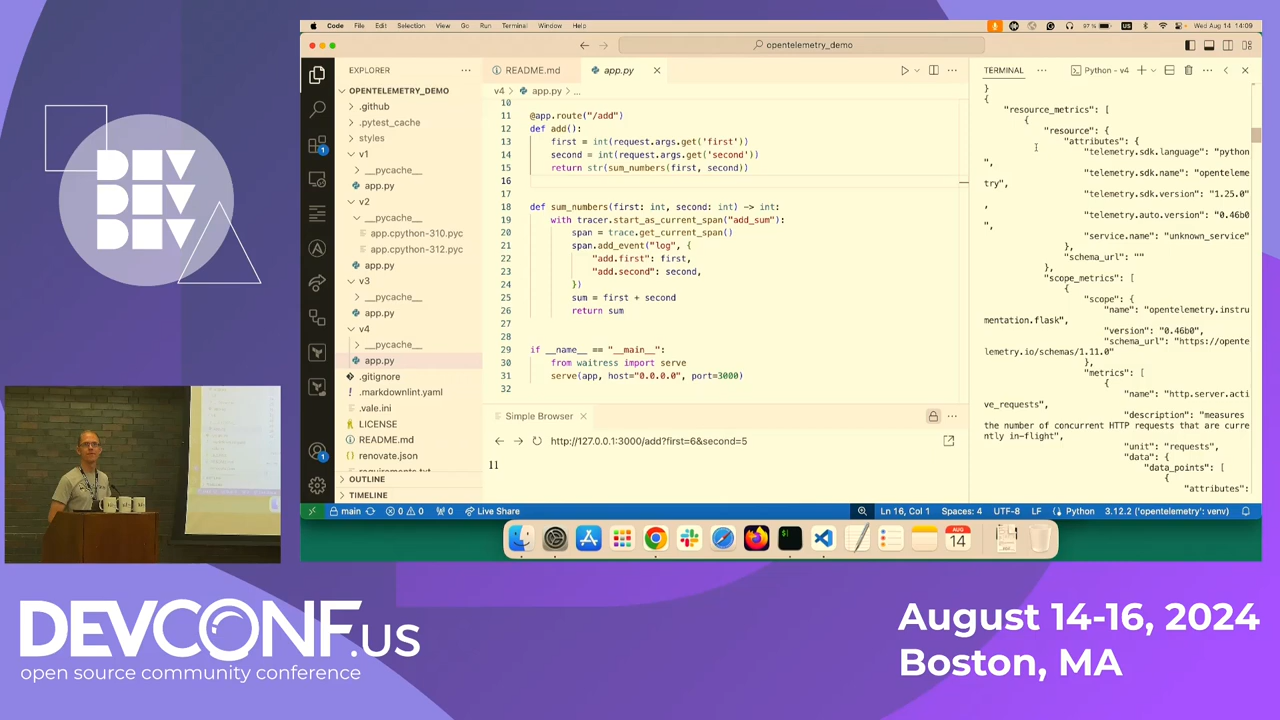 Code File Edit Selection View Go Run Terminal Window Help
97 % US Wed Aug 14 14:09
opentelemetry_demo
EXPLORER
OPENTELEMETRY_DEMO
.github
.pytest_cache
styles
v1
__pycache__
app.py
v2
__pycache__
app.cpython-310.pyc
app.cpython-312.pyc
app.py
v3
__pycache__
app.py
v4
__pycache__
app.py
.gitignore
.markdownlint.yaml
.vale.ini
LICENSE
README.md
renovate.json
requirements.txt
OUTLINE
TIMELINE
README.md app.py
v4 > app.py > ...
10
11 @app.route("/add")
12 def add():
13 first = int(request.args.get('first'))
14 second = int(request.args.get('second'))
15 return str(sum_numbers(first, second))
16
17
18 def sum_numbers(first: int, second: int) -> int:
19 with tracer.start_as_current_span("add_sum"):
20 span = trace.get_current_span()
21 span.add_event("log", {
22 "add.first": first,
23 "add.second": second,
24 })
25 sum = first + second
26 return sum
27
28
29 if __name__ == "__main__":
30 from waitress import serve
31 serve(app, host="0.0.0.0", port=3000)
32
Simple Browser
http://127.0.0.1:3000/add?first=6&second=5
11
TERMINAL Python - v4
}
{
"resource_metrics": [
{
"resource": {
"attributes": {
"telemetry.sdk.language": "python
",
"telemetry.sdk.name": "openteleme
try",
"telemetry.sdk.version": "1.25.0"
,
"telemetry.auto.version": "0.46b0
",
"service.name": "unknown_service"
},
"schema_url": ""
},
"scope_metrics": [
{
"scope": {
"name": "opentelemetry.instru
mentation.flask",
"version": "0.46b0",
"schema_url": "https://opente
lemetry.io/schemas/1.11.0"
},
"metrics": [
{
"name": "http.server.acti
ve_requests",
"description": "measures
the number of concurrent HTTP requests that are curre
ntly in-flight",
"unit": "requests",
"data": {
"data_points": [
{
"attributes":
main 0 0 0 Live Share
Ln 16, Col 1 Spaces: 4 UTF-8 LF Python 3.12.2 ('opentelemetry': venv)
AUG
14
DEV
DEV
DEV
DEVCONF.us
open source community conference
August 14-16, 2024
Boston, MA